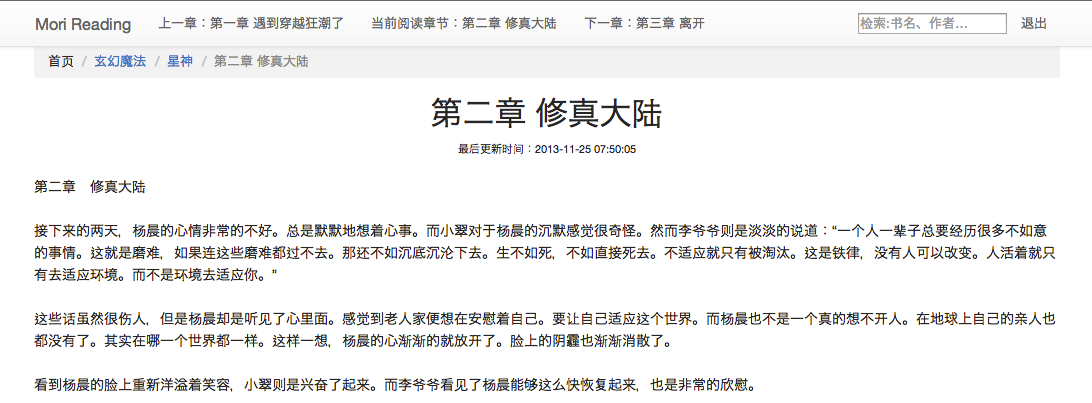 Mori Reading 上一章：第一章 遇到穿越狂潮了 当前阅读章节：第二章 修真大陆 下一章：第三章 离开 检索:书名、作者... 退出
首页 / 玄幻魔法 / 星神 / 第二章 修真大陆
第二章 修真大陆
最后更新时间：2013-11-25 07:50:05
第二章　修真大陆
接下来的两天，杨晨的心情非常的不好。总是默默地想着心事。而小翠对于杨晨的沉默感觉很奇怪。然而李爷爷则是淡淡的说道：“一个人一辈子总要经历很多不如意
的事情。这就是磨难，如果连这些磨难都过不去。那还不如沉底沉沦下去。生不如死，不如直接死去。不适应就只有被淘汰。这是铁律，没有人可以改变。人活着就只
有去适应环境。而不是环境去适应你。”
这些话虽然很伤人，但是杨晨却是听见了心里面。感觉到老人家便想在安慰着自己。要让自己适应这个世界。而杨晨也不是一个真的想不开人。在地球上自己的亲人也
都没有了。其实在哪一个世界都一样。这样一想，杨晨的心渐渐的就放开了。脸上的阴霾也渐渐消散了。
看到杨晨的脸上重新洋溢着笑容，小翠则是兴奋了起来。而李爷爷看见了杨晨能够这么快恢复起来，也是非常的欣慰。